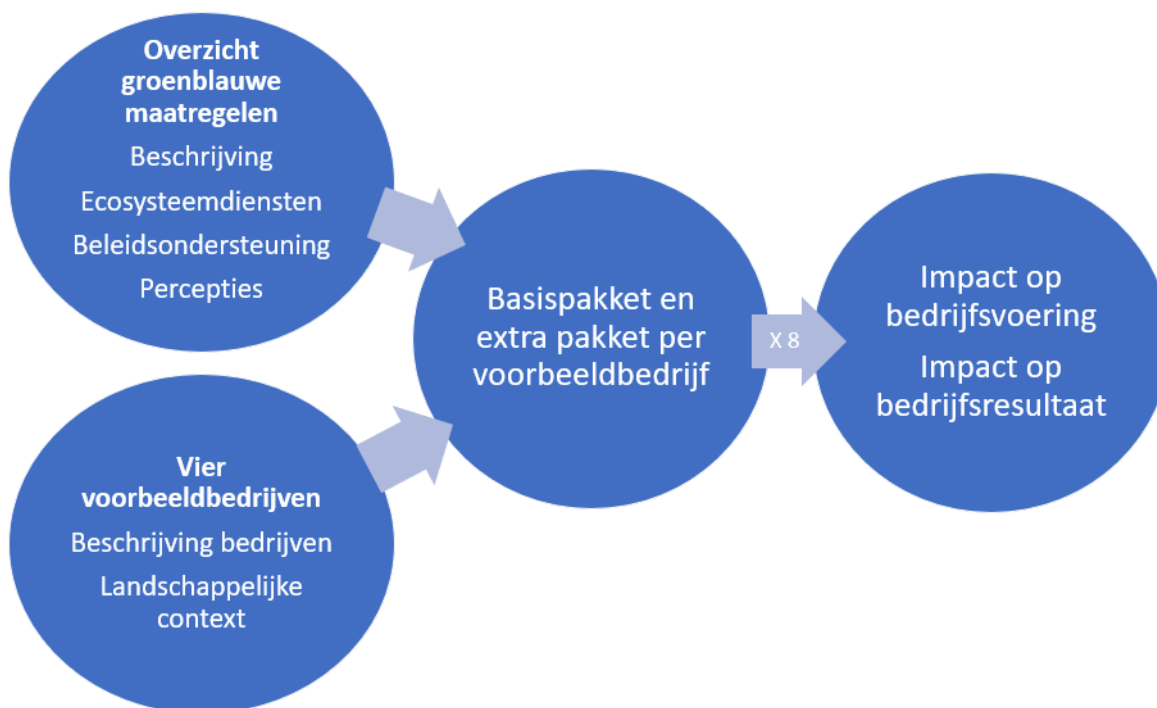 Overzicht
groenblauwe
maatregelen
Beschrijving
Ecosysteemdiensten
Beleidsondersteuning
Percepties
Vier
voorbeeldbedrijven
Beschrijving bedrijven
Landschappelijke
context
Basispakket en
extra pakket per
voorbeeldbedrijf
X 8
Impact op
bedrijfsvoering
Impact op
bedrijfsresultaat